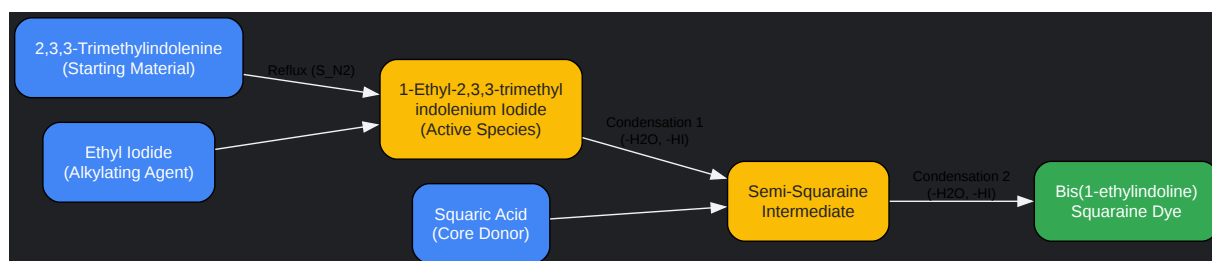 2,3,3-Trimethylindolenine
(Starting Material)
Reflux (S_N2)
Ethyl Iodide
(Alkylating Agent)
1-Ethyl-2,3,3-trimethyl
indolenium Iodide
(Active Species)
Condensation 1
(-H2O, -HI)
Squaric Acid
(Core Donor)
Semi-Squaraine
Intermediate
Condensation 2
(-H2O, -HI)
Bis(1-ethylindoline)
Squaraine Dye